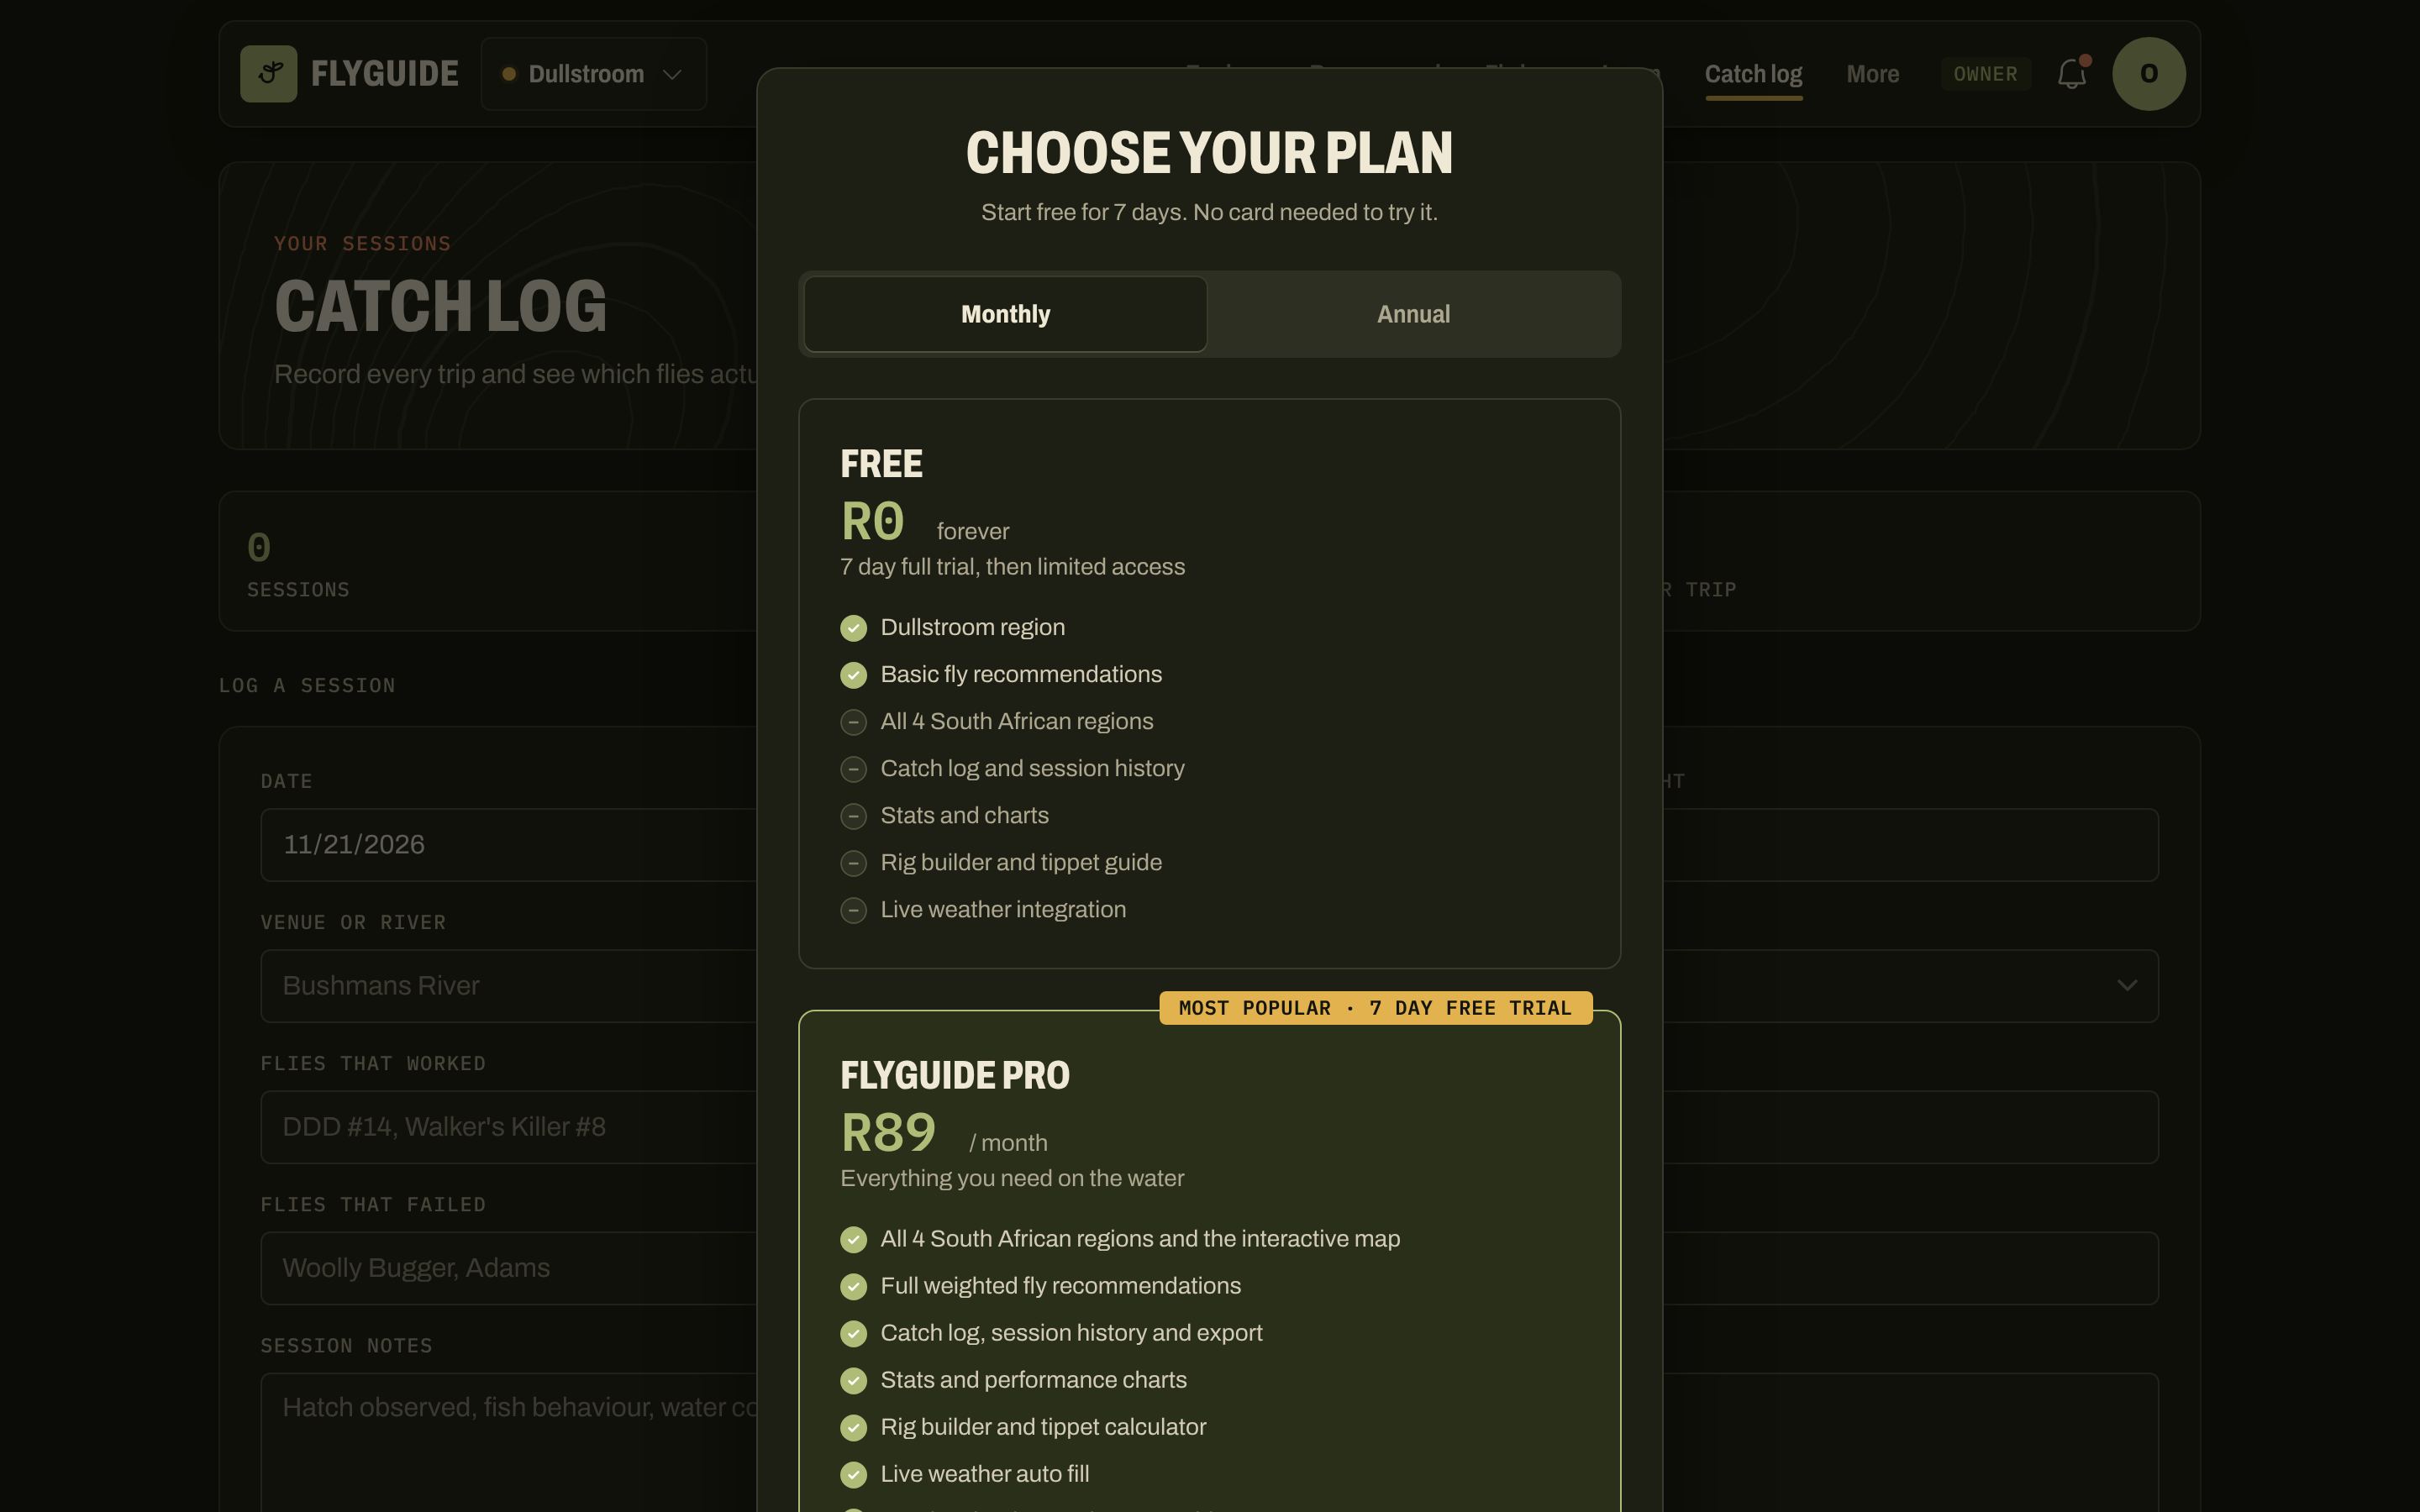 FLYGUIDE
Dullstroom
Catch log
More
OWNER
O
YOUR SESSIONS
CATCH LOG
Record every trip and see which flies
0
SESSIONS
TRIP
LOG A SESSION
DATE
11/21/2026
VENUE OR RIVER
Bushmans River
FLIES THAT WORKED
DDD #14, Walker's Killer #8
FLIES THAT FAILED
Woolly Bugger, Adams
SESSION NOTES
Hatch observed, fish behaviour, water
CHOOSE YOUR PLAN
Start free for 7 days. No card needed to try it.
Monthly
Annual
FREE
R0 forever
7 day full trial, then limited access
Dullstroom region
Basic fly recommendations
All 4 South African regions
Catch log and session history
Stats and charts
Rig builder and tippet guide
Live weather integration
MOST POPULAR · 7 DAY FREE TRIAL
FLYGUIDE PRO
R89 / month
Everything you need on the water
All 4 South African regions and the interactive map
Full weighted fly recommendations
Catch log, session history and export
Stats and performance charts
Rig builder and tippet calculator
Live weather auto fill